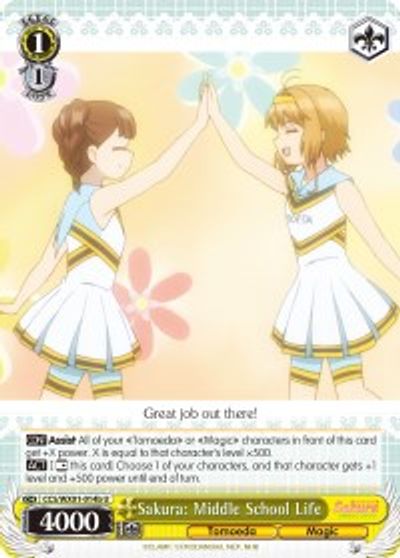 1
1
TOEDA
Great job out there!
CONT Assist All of your «Tomoeda» or «Magic» characters in front of this card
get +X power. X is equal to that character's level ×500.
ACT [ this card] Choose 1 of your characters, and that character gets +1
level and +500 power until end of turn.
4000
Sakura: Middle School Life
Tomoeda
Magic